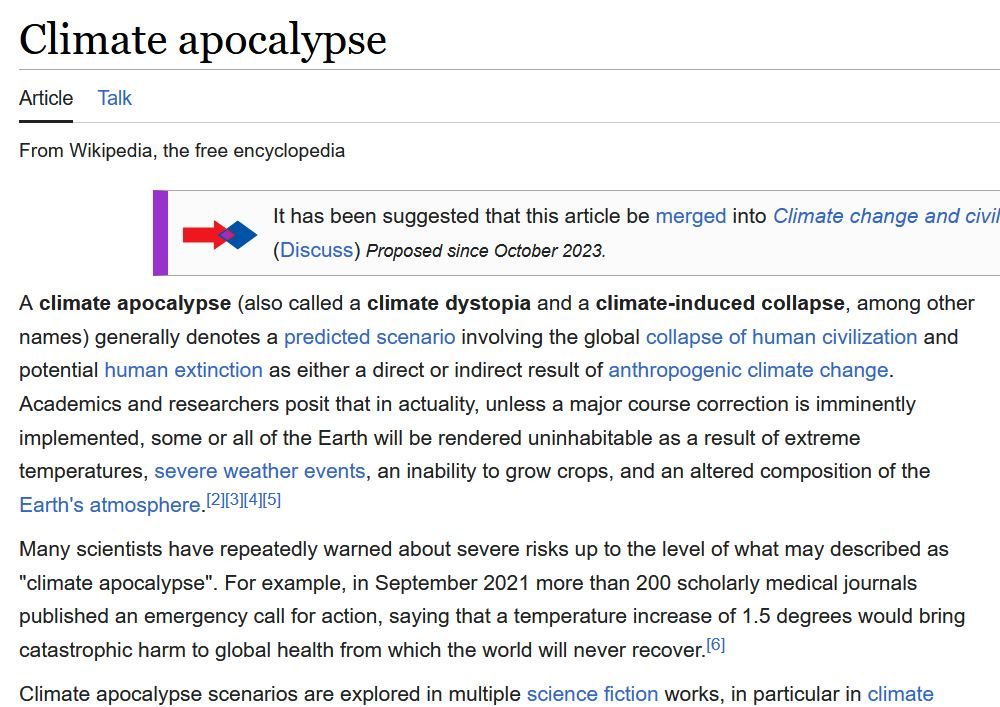 Climate apocalypse
Article Talk
From Wikipedia, the free encyclopedia
It has been suggested that this article be merged into Climate change and civil
(Discuss) Proposed since October 2023.
A climate apocalypse (also called a climate dystopia and a climate-induced collapse, among other
names) generally denotes a predicted scenario involving the global collapse of human civilization and
potential human extinction as either a direct or indirect result of anthropogenic climate change.
Academics and researchers posit that in actuality, unless a major course correction is imminently
implemented, some or all of the Earth will be rendered uninhabitable as a result of extreme
temperatures, severe weather events, an inability to grow crops, and an altered composition of the
Earth's atmosphere.[2][3][4][5]
Many scientists have repeatedly warned about severe risks up to the level of what may described as
"climate apocalypse". For example, in September 2021 more than 200 scholarly medical journals
published an emergency call for action, saying that a temperature increase of 1.5 degrees would bring
catastrophic harm to global health from which the world will never recover.[6]
Climate apocalypse scenarios are explored in multiple science fiction works, in particular in climate